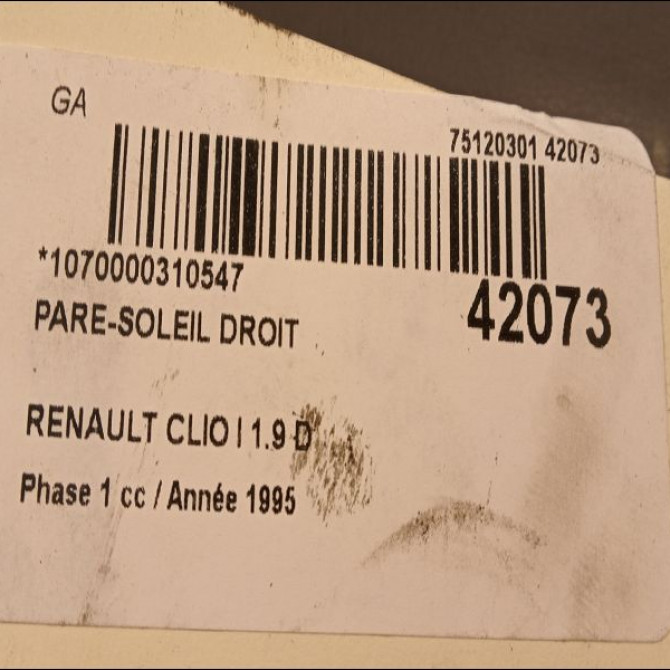 GA
75120301 42073
*1070000310547
42073
PARE-SOLEIL DROIT
RENAULT CLIO I 1.9 D
Phase 1 cc / Année 1995